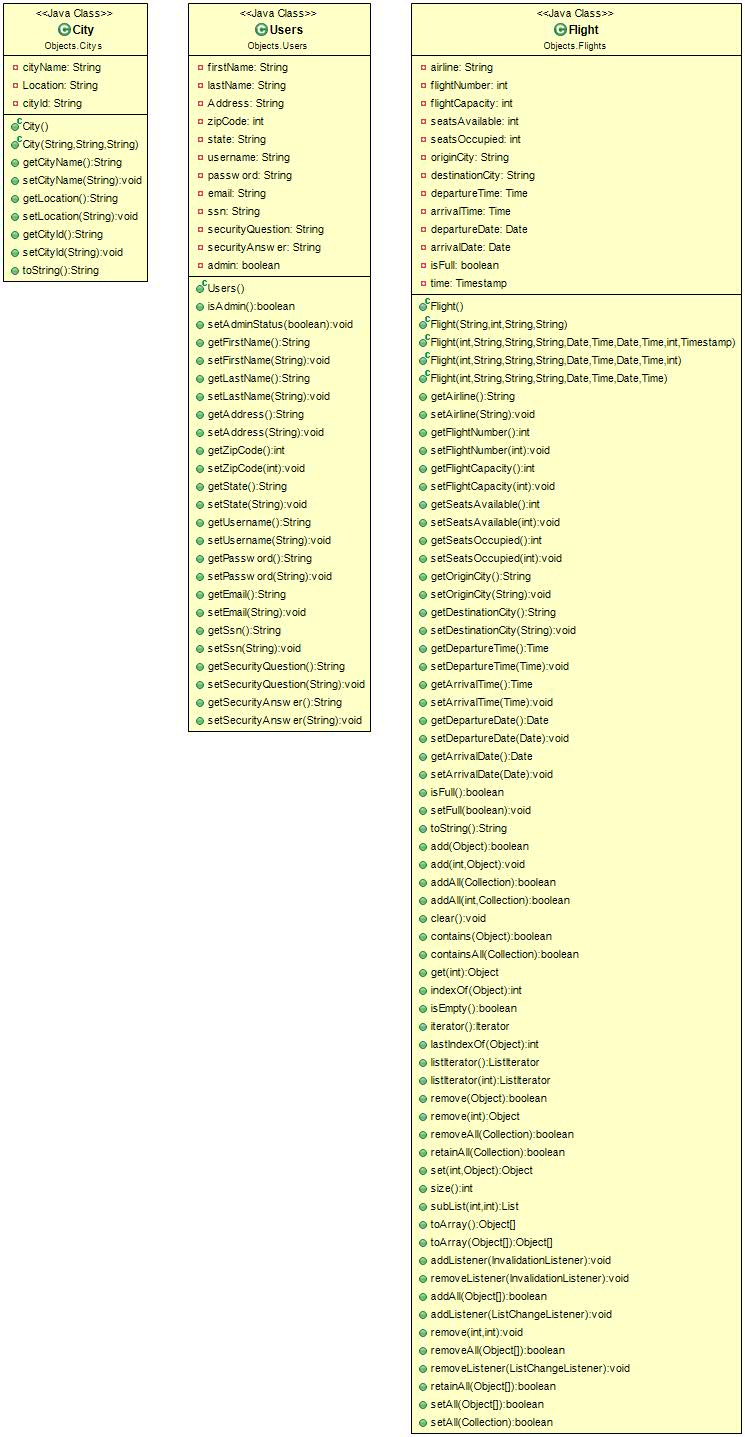 <<Java Class>>
City
Objects.Citys
cityName: String
Location: String
cityId: String
City()
City(String,String,String)
getCityName():String
setCityName(String):void
getLocation():String
setLocation(String):void
getCityId():String
setCityId(String):void
toString():String
<<Java Class>>
Users
Objects.Users
firstName: String
lastName: String
Address: String
zipCode: int
state: String
username: String
password: String
email: String
ssn: String
securityQuestion: String
securityAnswer: String
admin: boolean
Users()
isAdmin():boolean
setAdminStatus(boolean):void
getFirstName():String
setFirstName(String):void
getLastName():String
setLastName(String):void
getAddress():String
setAddress(String):void
getZipCode():int
setZipCode(int):void
getState():String
setState(String):void
getUsername():String
setUsername(String):void
getPassword():String
setPassword(String):void
getEmail():String
setEmail(String):void
getSsn():String
setSsn(String):void
getSecurityQuestion():String
setSecurityQuestion(String):void
getSecurityAnswer():String
setSecurityAnswer(String):void
<<Java Class>>
Flight
Objects.Flights
airline: String
flightNumber: int
flightCapacity: int
seatsAvailable: int
seatsOccupied: int
originCity: String
destinationCity: String
departureTime: Time
arrivalTime: Time
departureDate: Date
arrivalDate: Date
isFull: boolean
time: Timestamp
Flight()
Flight(String,int,String,String)
Flight(int,String,String,String,Date,Time,Date,Time,int,Timestamp)
Flight(int,String,String,String,Date,Time,Date,Time,int)
Flight(int,String,String,String,Date,Time,Date,Time)
getAirline():String
setAirline(String):void
getFlightNumber():int
setFlightNumber(int):void
getFlightCapacity():int
setFlightCapacity(int):void
getSeatsAvailable():int
setSeatsAvailable(int):void
getSeatsOccupied():int
setSeatsOccupied(int):void
getOriginCity():String
setOriginCity(String):void
getDestinationCity():String
setDestinationCity(String):void
getDepartureTime():Time
setDepartureTime(Time):void
getArrivalTime():Time
setArrivalTime(Time):void
getDepartureDate():Date
setDepartureDate(Date):void
getArrivalDate():Date
setArrivalDate(Date):void
isFull():boolean
setFull(boolean):void
toString():String
add(Object):boolean
add(int,Object):void
addAll(Collection):boolean
addAll(int,Collection):boolean
clear():void
contains(Object):boolean
containsAll(Collection):boolean
get(int):Object
indexOf(Object):int
isEmpty():boolean
iterator():Iterator
lastIndexOf(Object):int
listIterator():ListIterator
listIterator(int):ListIterator
remove(Object):boolean
remove(int):Object
removeAll(Collection):boolean
retainAll(Collection):boolean
set(int,Object):Object
size():int
subList(int,int):List
toArray():Object[]
toArray(Object[]):Object[]
addListener(InvalidationListener):void
removeListener(InvalidationListener):void
addAll(Object[]):boolean
addListener(ListChangeListener):void
remove(int,int):void
removeAll(Object[]):boolean
removeListener(ListChangeListener):void
retainAll(Object[]):boolean
setAll(Object[]):boolean
setAll(Collection):boolean